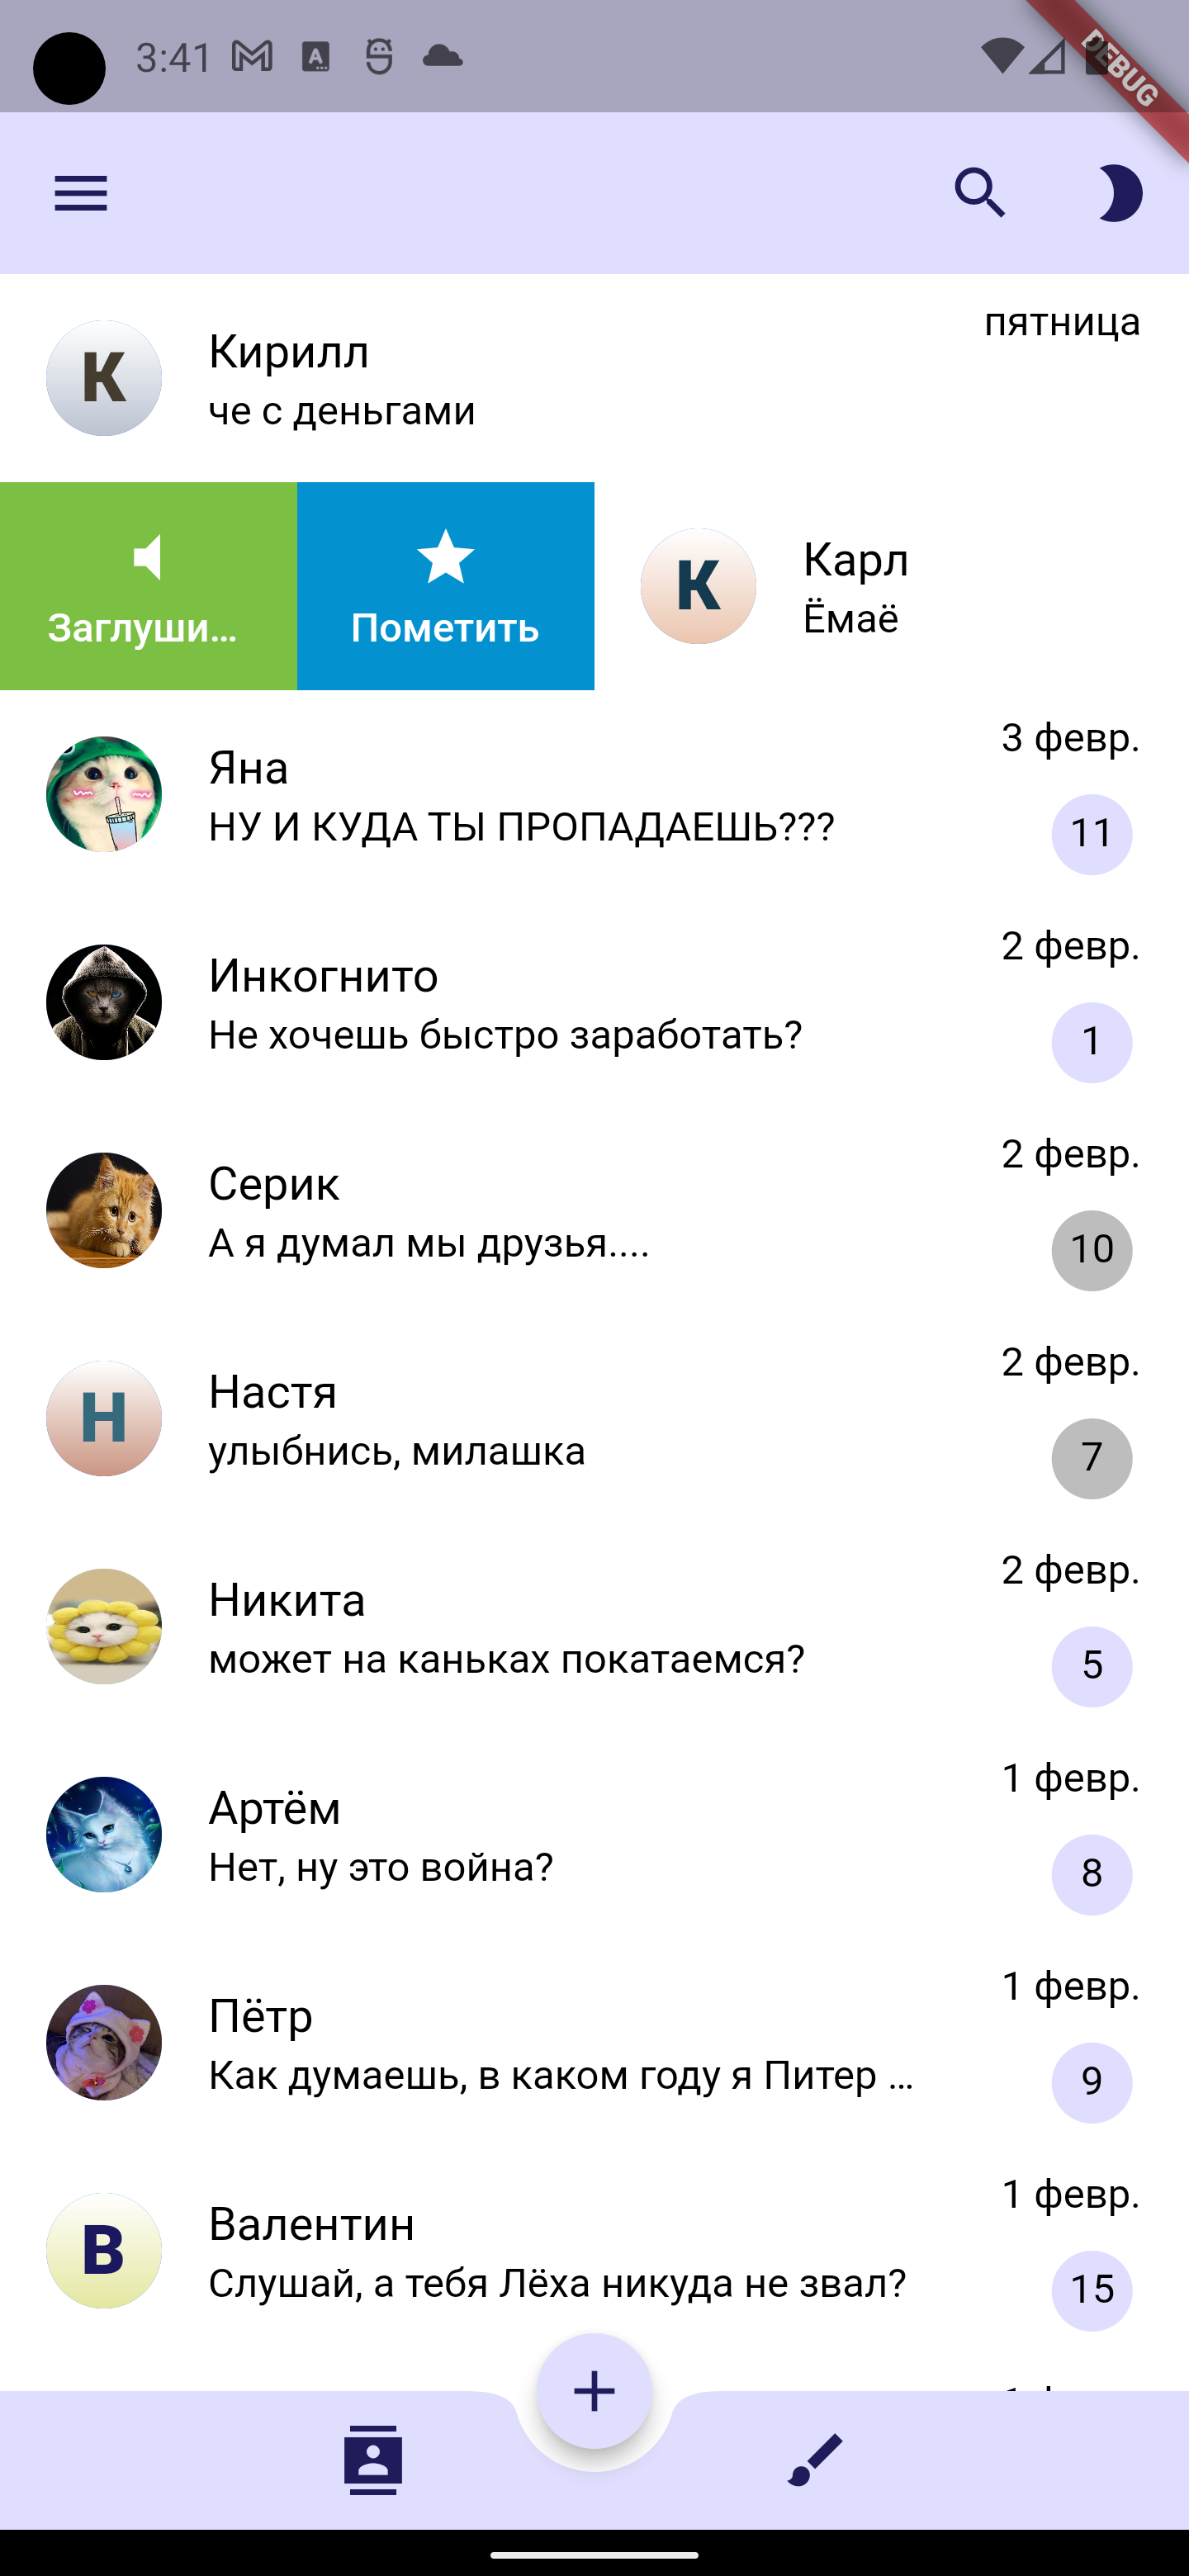 3:41
DEBUG
пятница
К
Кирилл
че с деньгами
Заглуши...
Пометить
К
Карл
Ёмаё
3 февр.
Яна
НУ И КУДА ТЫ ПРОПАДАЕШЬ???
11
2 февр.
Инкогнито
Не хочешь быстро заработать?
1
2 февр.
Серик
А я думал мы друзья....
10
2 февр.
Н
Настя
улыбнись, милашка
7
2 февр.
Никита
может на каньках покатаемся?
5
1 февр.
Артём
Нет, ну это война?
8
1 февр.
Пётр
Как думаешь, в каком году я Питер ...
9
1 февр.
В
Валентин
Слушай, а тебя Лёха никуда не звал?
15